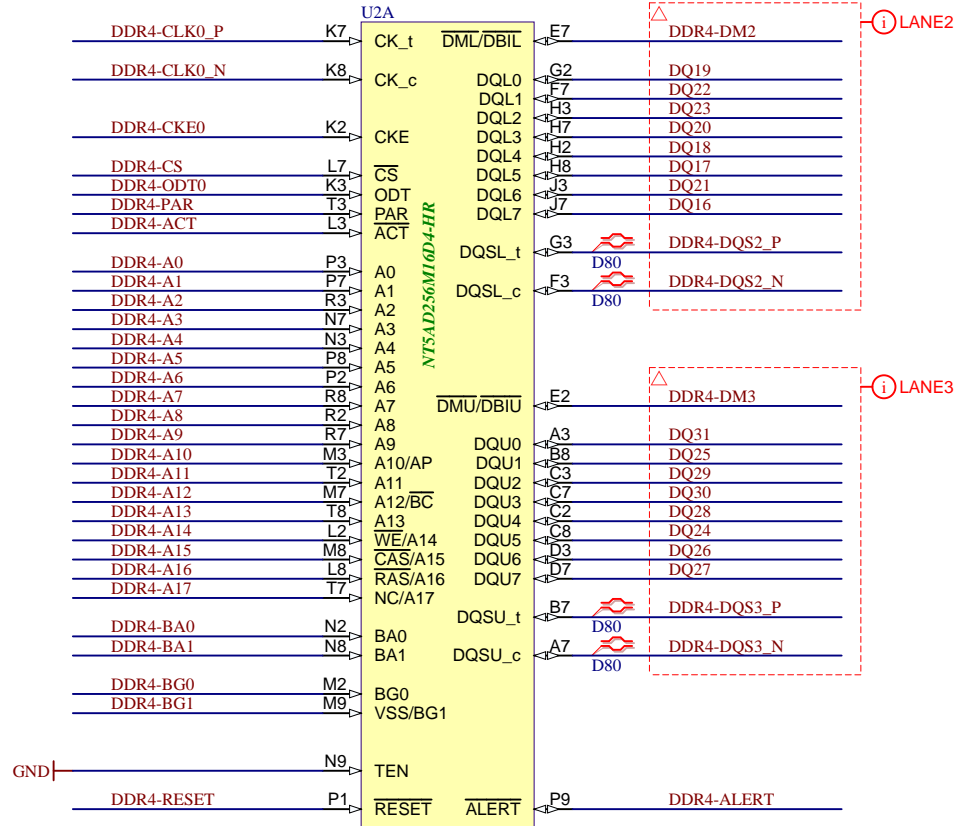 U2A
DDR4-CLK0_P K7 CK_t DML/DBIL E7 DDR4-DM2 LANE2
DDR4-CLK0_N K8 CK_c DQL0 G2 DQ19
DQL1 F7 DQ22
DQL2 H3 DQ23
DDR4-CKE0 K2 CKE DQL3 H7 DQ20
DQL4 H2 DQ18
DDR4-CS L7 CS DQL5 H8 DQ17
DDR4-ODT0 K3 ODT DQL6 J3 DQ21
DDR4-PAR T3 PAR DQL7 J7 DQ16
DDR4-ACT L3 ACT
NT5AD256M16D4-HR
DQSL_t G3 D80 DDR4-DQS2_P
DDR4-A0 P3 A0
DDR4-A1 P7 A1 DQSL_c F3 D80 DDR4-DQS2_N
DDR4-A2 R3 A2
DDR4-A3 N7 A3
DDR4-A4 N3 A4
DDR4-A5 P8 A5
DDR4-A6 P2 A6
DDR4-A7 R8 A7 DMU/DBIU E2 DDR4-DM3 LANE3
DDR4-A8 R2 A8
DDR4-A9 R7 A9 DQU0 A3 DQ31
DDR4-A10 M3 A10/AP DQU1 B8 DQ25
DDR4-A11 T2 A11 DQU2 C3 DQ29
DDR4-A12 M7 A12/BC DQU3 C7 DQ30
DDR4-A13 T8 A13 DQU4 C2 DQ28
DDR4-A14 L2 WE/A14 DQU5 C8 DQ24
DDR4-A15 M8 CAS/A15 DQU6 D3 DQ26
DDR4-A16 L8 RAS/A16 DQU7 D7 DQ27
DDR4-A17 T7 NC/A17
DQSU_t B7 D80 DDR4-DQS3_P
DDR4-BA0 N2 BA0
DDR4-BA1 N8 BA1 DQSU_c A7 D80 DDR4-DQS3_N
DDR4-BG0 M2 BG0
DDR4-BG1 M9 VSS/BG1
GND N9 TEN
DDR4-RESET P1 RESET ALERT P9 DDR4-ALERT